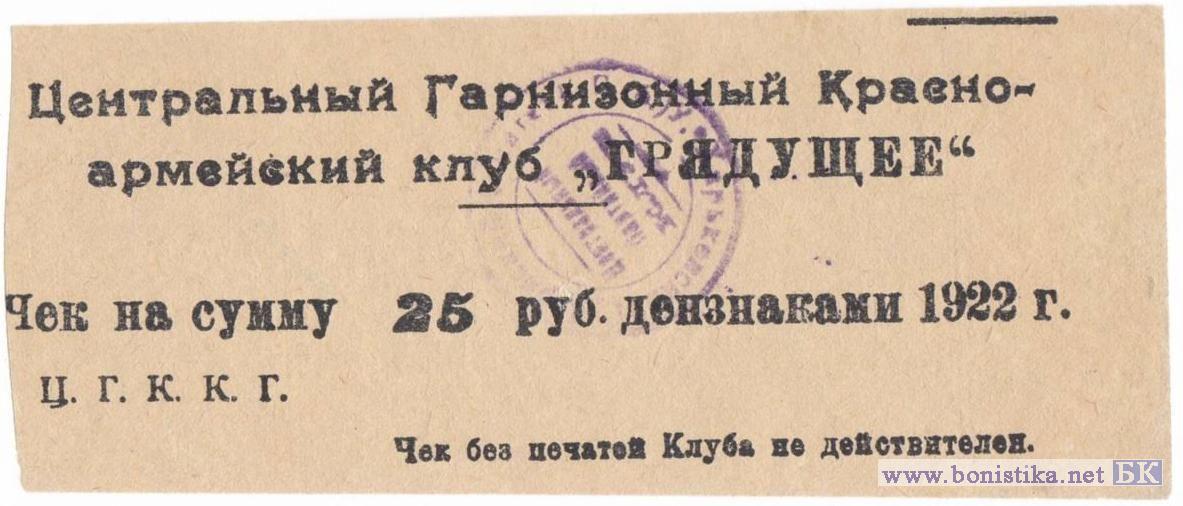 Центральный Гарнизонный Красно-
армейский клуб „ГРЯДУЩЕЕ“
Чек на сумму 25 руб. дензнаками 1922 г.
Ц. Г. К. К. Г.
Чек без печатей Клуба не действителен.
www.bonistika.net БК